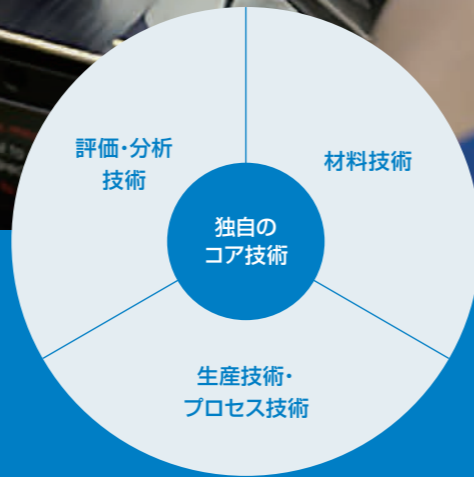 評価・分析
技術
材料技術
独自の
コア技術
生産技術・
プロセス技術